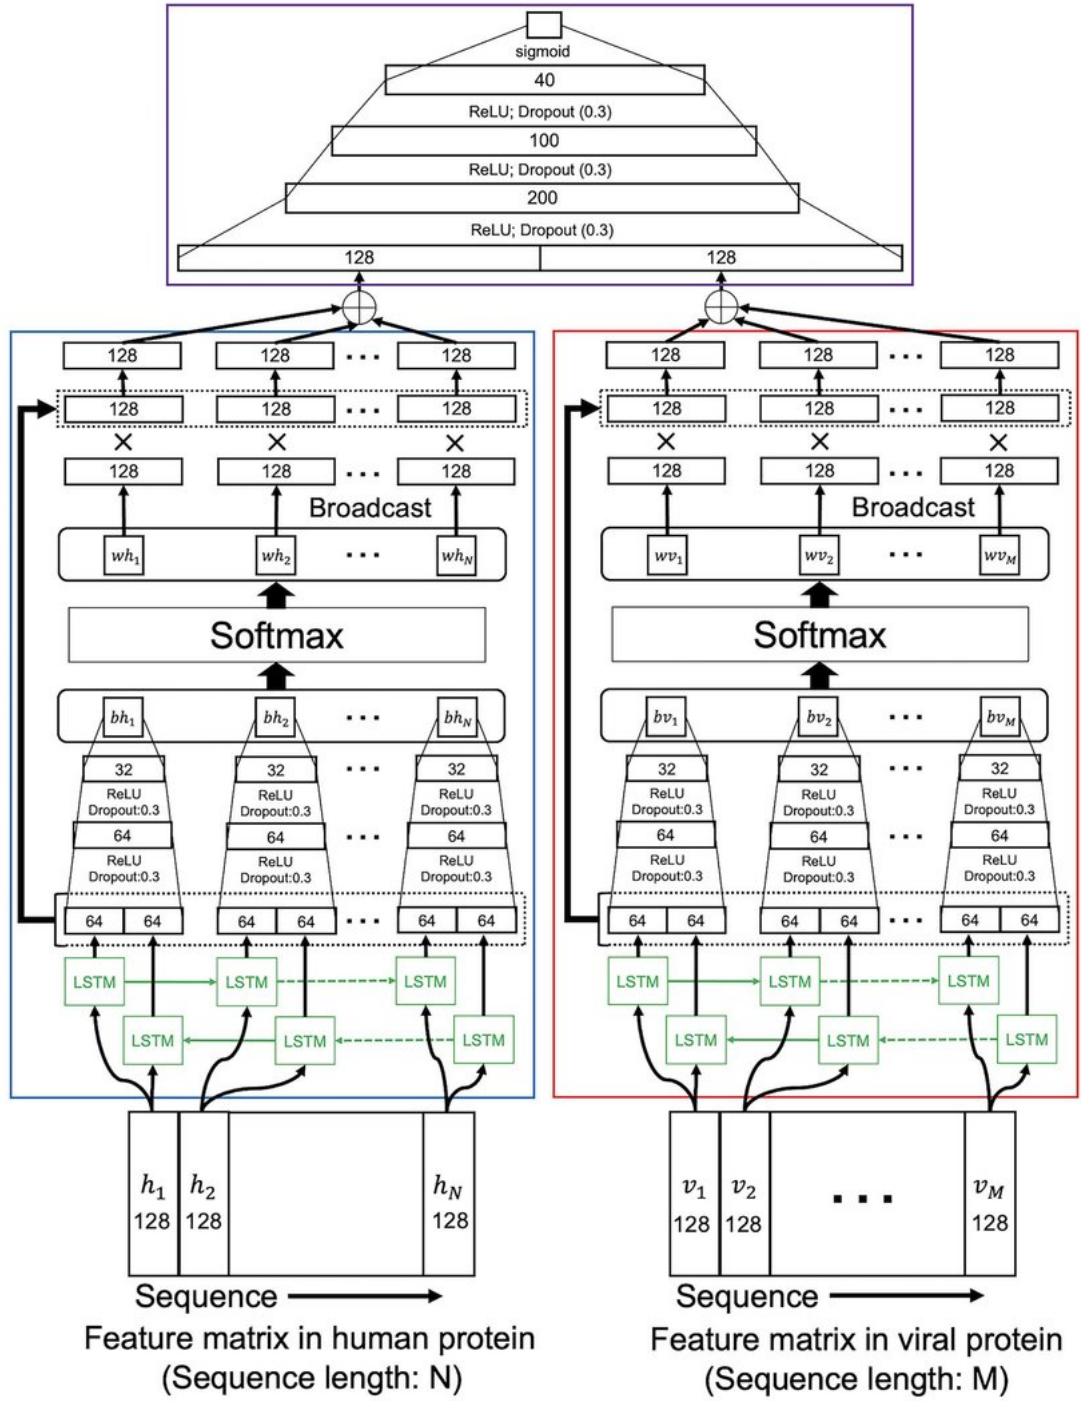 sigmoid
40
ReLU; Dropout (0.3)
100
ReLU; Dropout (0.3)
200
ReLU; Dropout (0.3)
128 128
128 128 ... 128 128 128 ... 128
128 128 ... 128 128 128 ... 128
× × × × × ×
128 128 ... 128 128 128 ... 128
Broadcast Broadcast
wh₁ wh₂ ... wh_N wv₁ wv₂ ... wv_M
Softmax Softmax
bh₁ bh₂ ... bh_N bv₁ bv₂ ... bv_M
32 32 ... 32 32 32 ... 32
ReLU ReLU ReLU ReLU ReLU ReLU
Dropout:0.3 Dropout:0.3 Dropout:0.3 Dropout:0.3 Dropout:0.3 Dropout:0.3
64 64 ... 64 64 64 ... 64
ReLU ReLU ReLU ReLU ReLU ReLU
Dropout:0.3 Dropout:0.3 Dropout:0.3 Dropout:0.3 Dropout:0.3 Dropout:0.3
64 64 64 64 ... 64 64 64 64 64 64 ... 64 64
LSTM LSTM LSTM LSTM LSTM LSTM
LSTM LSTM LSTM LSTM LSTM LSTM
h₁ h₂ h_N v₁ v₂ ... v_M
128 128 128 128 128 128
Sequence Sequence
Feature matrix in human protein Feature matrix in viral protein
(Sequence length: N) (Sequence length: M)